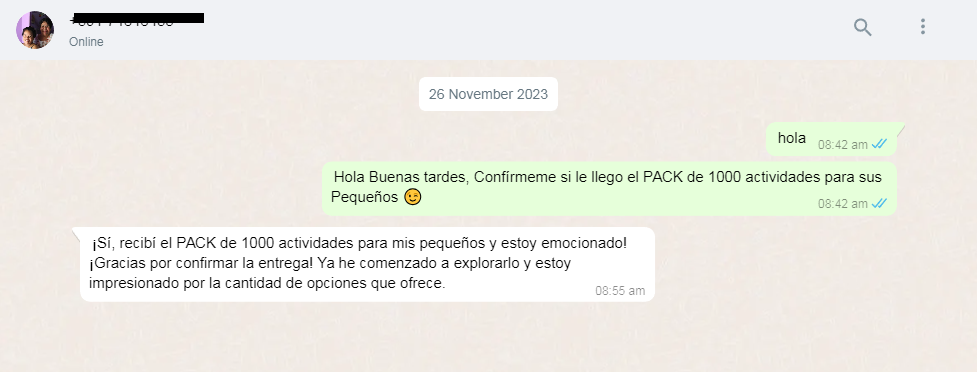 Online
26 November 2023
hola
08:42 am
Hola Buenas tardes, Confírmeme si le llego el PACK de 1000 actividades para sus
Pequeños 😉
08:42 am
¡Sí, recibí el PACK de 1000 actividades para mis pequeños y estoy emocionado!
¡Gracias por confirmar la entrega! Ya he comenzado a explorarlo y estoy
impresionado por la cantidad de opciones que ofrece.
08:55 am